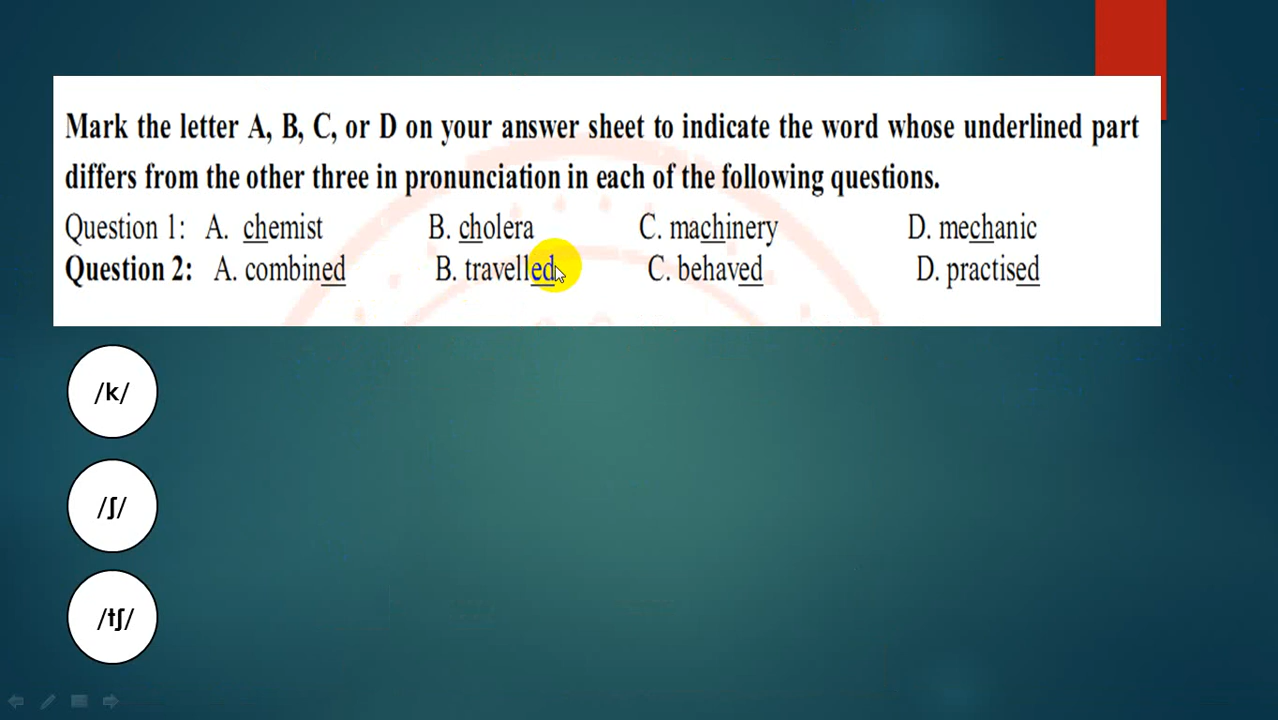 Mark the letter A, B, C, or D on your answer sheet to indicate the word whose underlined part
differs from the other three in pronunciation in each of the following questions.
Question 1: A. chemist B. cholera C. machinery D. mechanic
Question 2: A. combined B. travelled C. behaved D. practised
/k/
/ʃ/
/tʃ/